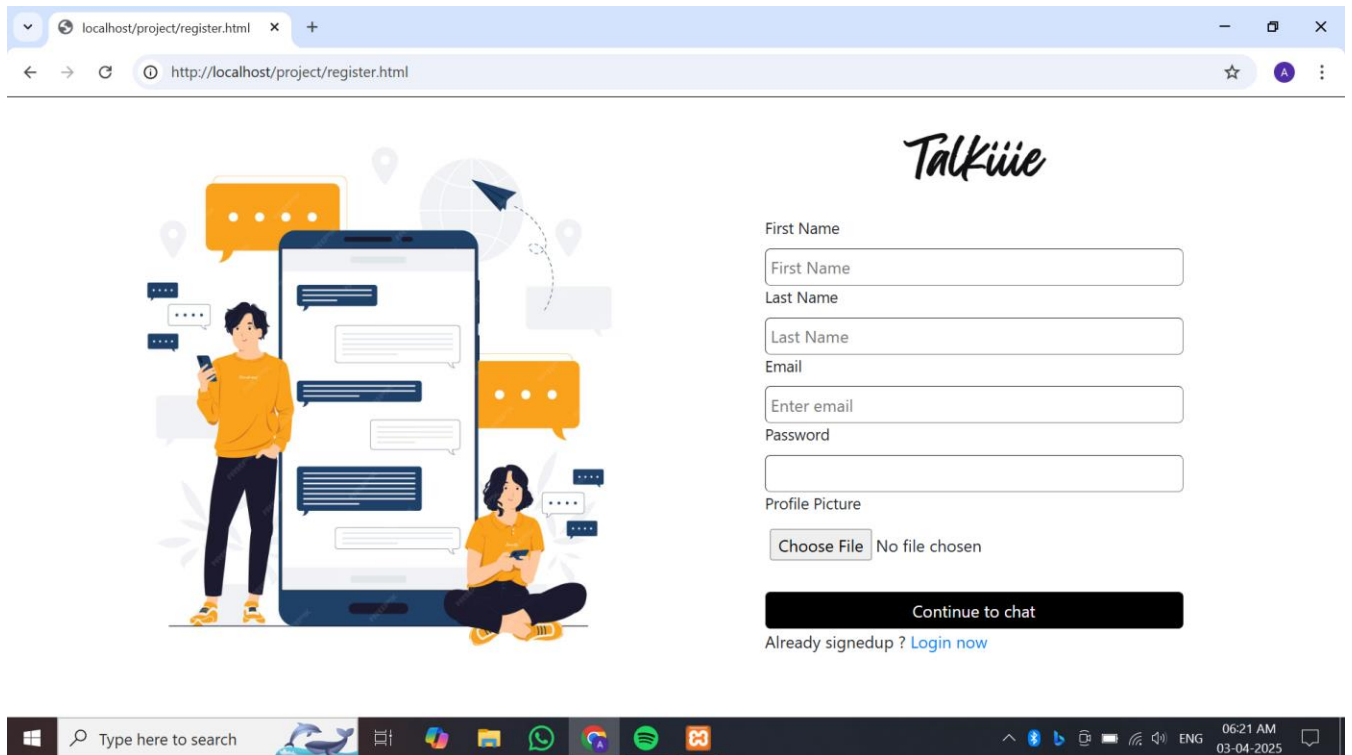 localhost/project/register.html
http://localhost/project/register.html
A
Talkiiie
First Name
First Name
Last Name
Last Name
Email
Enter email
Password
Profile Picture
Choose File No file chosen
Continue to chat
Already signedup ? Login now
Type here to search
ENG
06:21 AM
03-04-2025